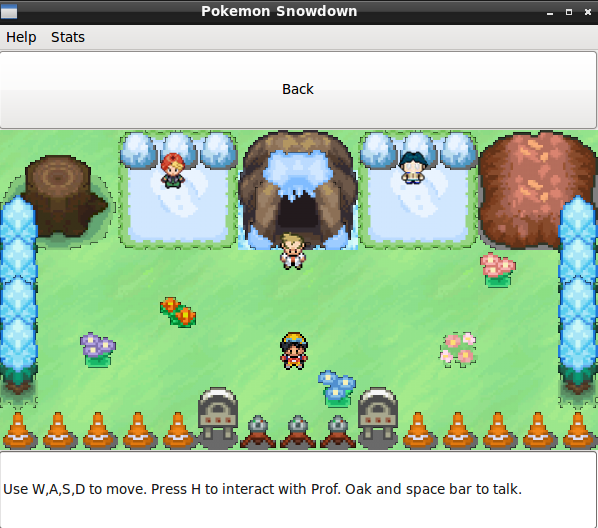 Pokemon Snowdown
Help Stats
Back
Use W,A,S,D to move. Press H to interact with Prof. Oak and space bar to talk.